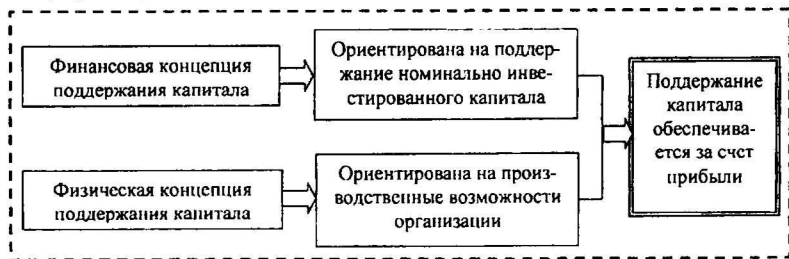 Финансовая концепция
поддержания капитала
Ориентирована на поддер-
жание номинально инве-
стированного капитала
Физическая концепция
поддержания капитала
Ориентирована на произ-
водственные возможности
организации
Поддержание
капитала
обеспечива-
ется за счет
прибыли